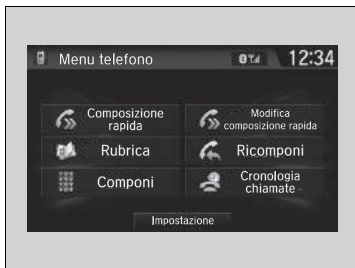 Menu telefono
12:34
Composizione
rapida
Modifica
composizione rapida
Rubrica
Ricomponi
Componi
Cronologia
chiamate
Impostazione